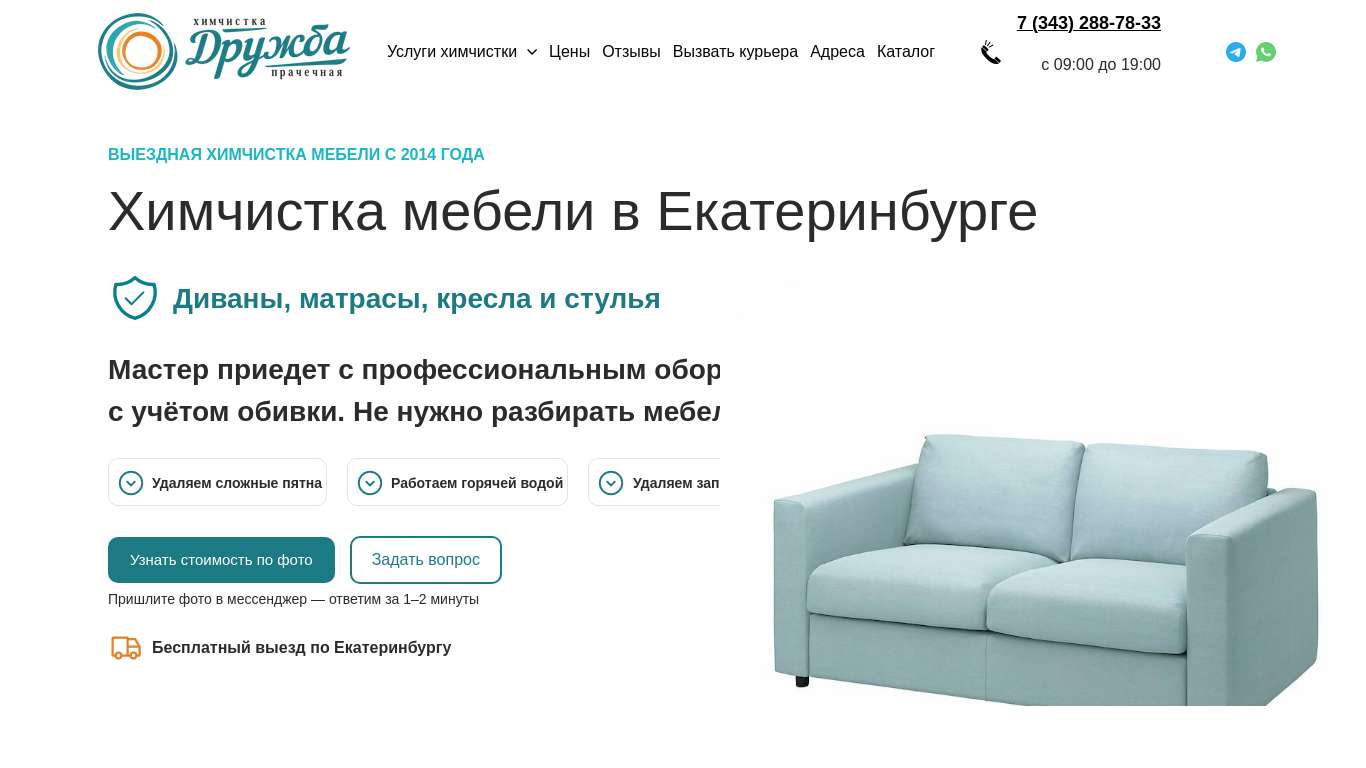 химчистка
Дружба
прачечная
Услуги химчистки
Цены
Отзывы
Вызвать курьера
Адреса
Каталог
7 (343) 288-78-33
с 09:00 до 19:00
ВЫЕЗДНАЯ ХИМЧИСТКА МЕБЕЛИ С 2014 ГОДА
Химчистка мебели в Екатеринбурге
Диваны, матрасы, кресла и стулья
Мастер приедет с профессиональным обор
с учётом обивки. Не нужно разбирать мебел
Удаляем сложные пятна
Работаем горячей водой
Удаляем зап
Узнать стоимость по фото
Задать вопрос
Пришлите фото в мессенджер — ответим за 1–2 минуты
Бесплатный выезд по Екатеринбургу